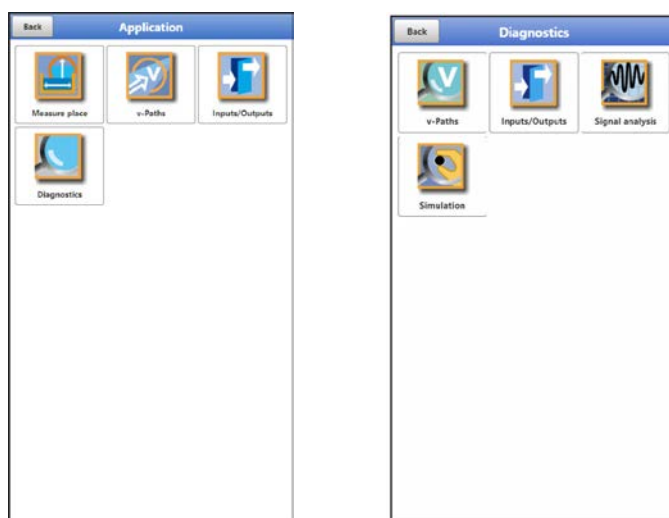 Back Application
Measure place v-Paths Inputs/Outputs
Diagnostics
Back Diagnostics
v-Paths Inputs/Outputs Signal analysis
Simulation